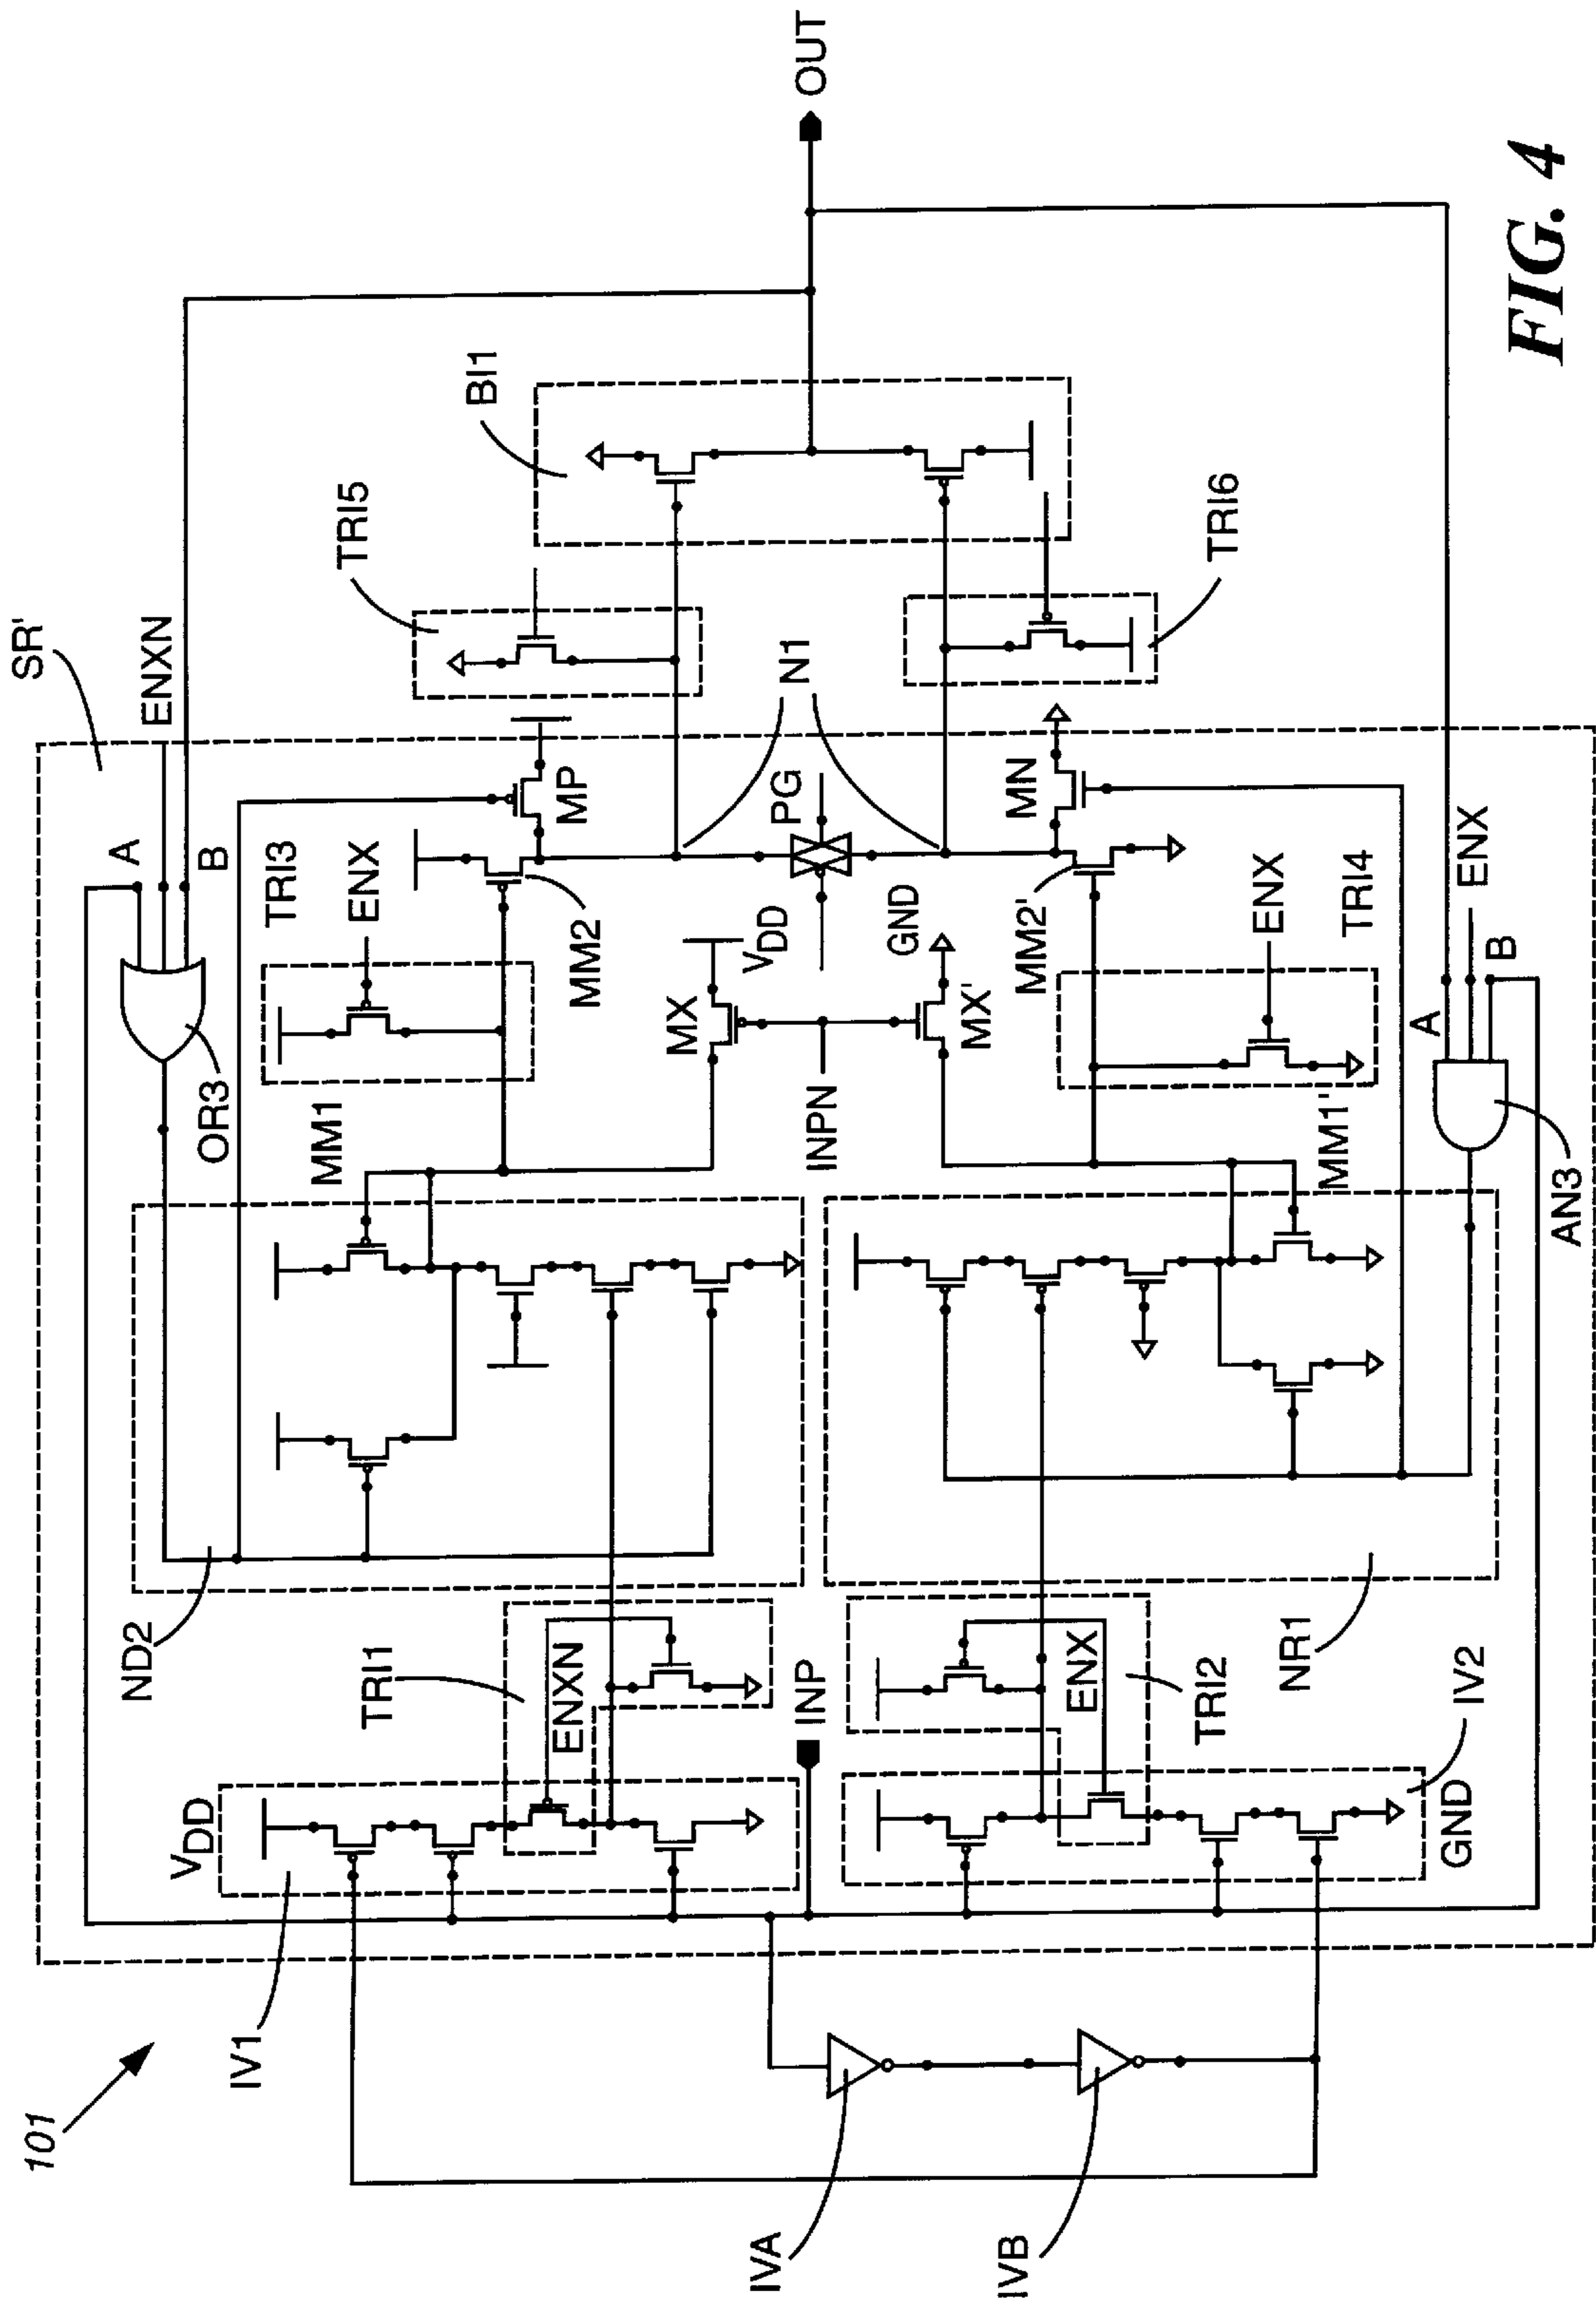 101
SR'
A
ENXN
B
OR3
TRI3
ENX
MM1
MM2
MP
TRI5
BI1
OUT
ND2
TRI1
ENXN
IV1
VDD
MX
VDD
PG
N1
INP
INPN
GND
MX'
MM2'
MN
TRI6
ENX
TRI2
NR1
IV2
GND
MM1'
ENX
TRI4
A
ENX
B
AN3
IVA
IVB
FIG. 4